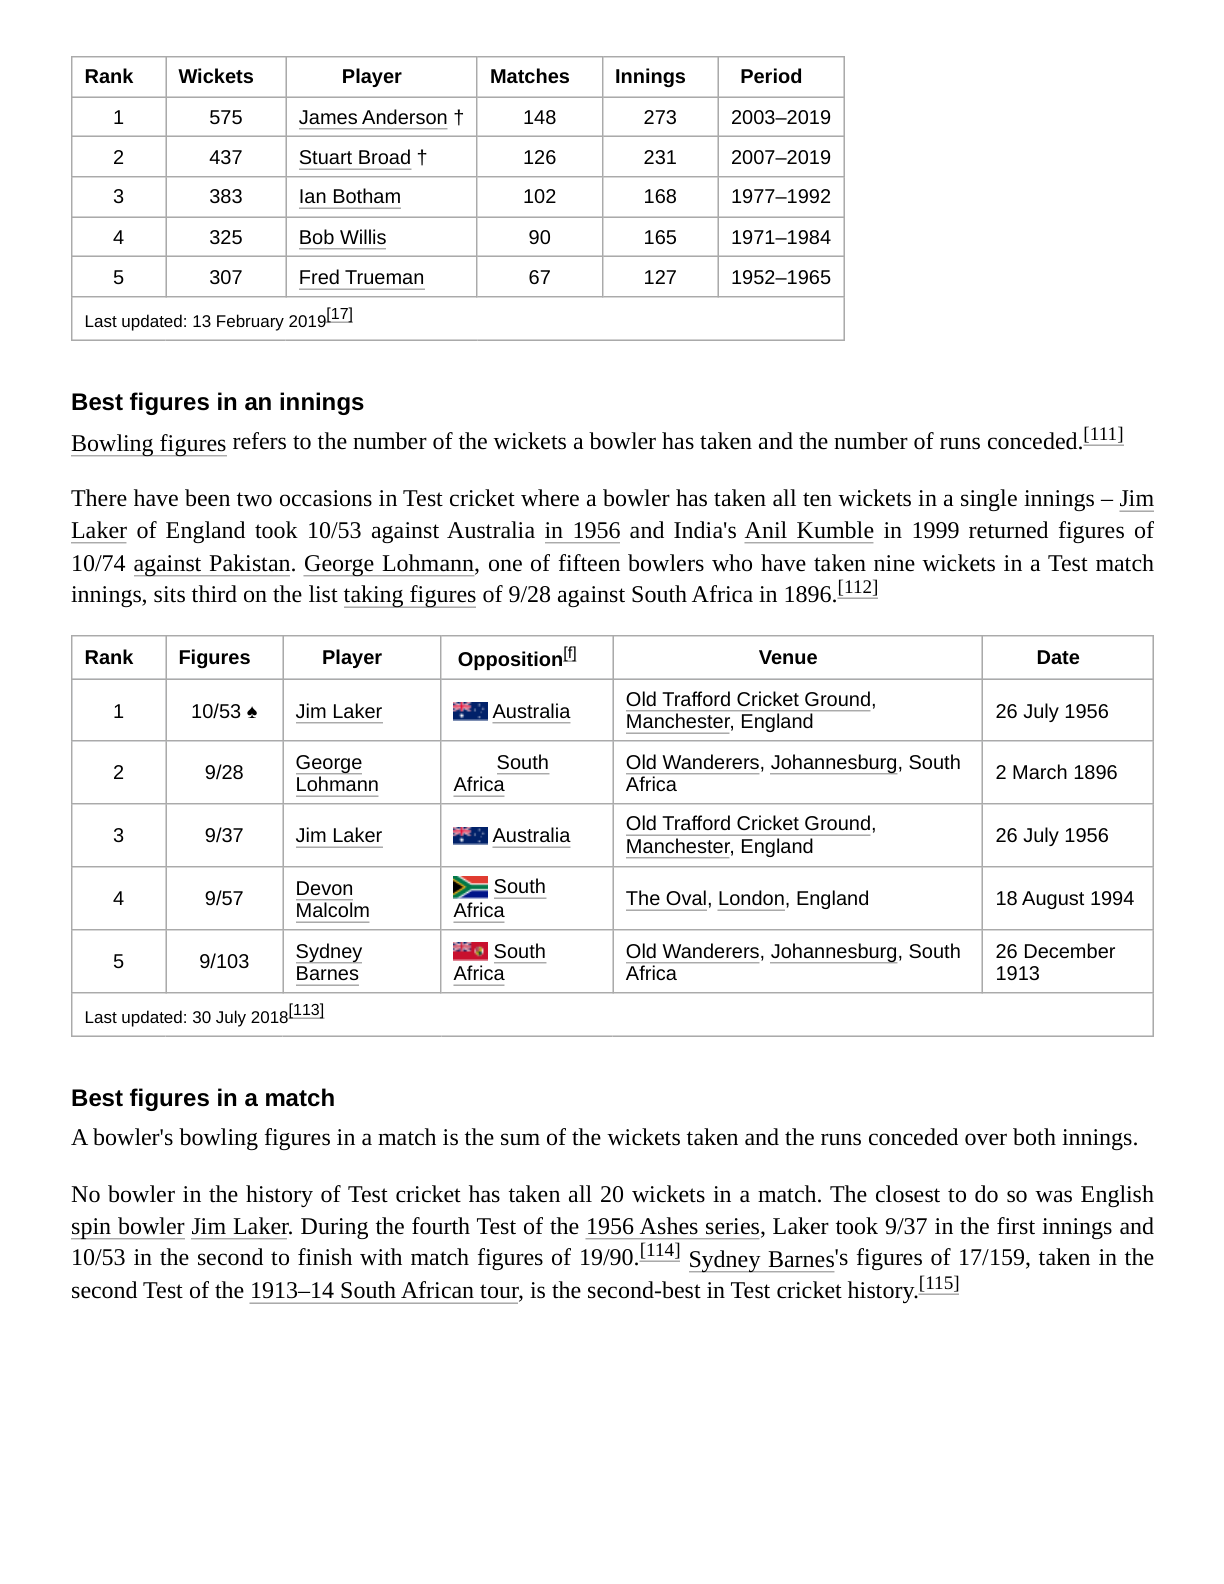 Rank Wickets Player Matches Innings Period
1 575 James Anderson † 148 273 2003–2019
2 437 Stuart Broad † 126 231 2007–2019
3 383 Ian Botham 102 168 1977–1992
4 325 Bob Willis 90 165 1971–1984
5 307 Fred Trueman 67 127 1952–1965
Last updated: 13 February 2019[17]
Best figures in an innings
Bowling figures refers to the number of the wickets a bowler has taken and the number of runs conceded.[111]
There have been two occasions in Test cricket where a bowler has taken all ten wickets in a single innings – Jim
Laker of England took 10/53 against Australia in 1956 and India's Anil Kumble in 1999 returned figures of
10/74 against Pakistan. George Lohmann, one of fifteen bowlers who have taken nine wickets in a Test match
innings, sits third on the list taking figures of 9/28 against South Africa in 1896.[112]
Rank Figures Player Opposition[f] Venue Date
1 10/53 ♠ Jim Laker Australia Old Trafford Cricket Ground,
Manchester, England 26 July 1956
2 9/28 George
Lohmann South
Africa Old Wanderers, Johannesburg, South
Africa 2 March 1896
3 9/37 Jim Laker Australia Old Trafford Cricket Ground,
Manchester, England 26 July 1956
4 9/57 Devon
Malcolm South
Africa The Oval, London, England 18 August 1994
5 9/103 Sydney
Barnes South
Africa Old Wanderers, Johannesburg, South
Africa 26 December
1913
Last updated: 30 July 2018[113]
Best figures in a match
A bowler's bowling figures in a match is the sum of the wickets taken and the runs conceded over both innings.
No bowler in the history of Test cricket has taken all 20 wickets in a match. The closest to do so was English
spin bowler Jim Laker. During the fourth Test of the 1956 Ashes series, Laker took 9/37 in the first innings and
10/53 in the second to finish with match figures of 19/90.[114] Sydney Barnes's figures of 17/159, taken in the
second Test of the 1913–14 South African tour, is the second-best in Test cricket history.[115]